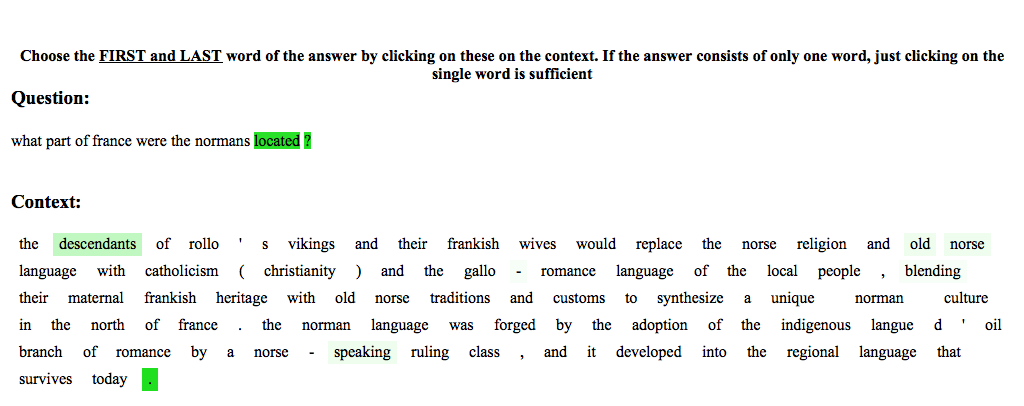 Choose the FIRST and LAST word of the answer by clicking on these on the context. If the answer consists of only one word, just clicking on the
single word is sufficient
Question:
what part of france were the normans located ?
Context:
the descendants of rollo ' s vikings and their frankish wives would replace the norse religion and old norse
language with catholicism ( christianity ) and the gallo - romance language of the local people , blending
their maternal frankish heritage with old norse traditions and customs to synthesize a unique norman culture
in the north of france . the norman language was forged by the adoption of the indigenous langue d ' oil
branch of romance by a norse - speaking ruling class , and it developed into the regional language that
survives today .